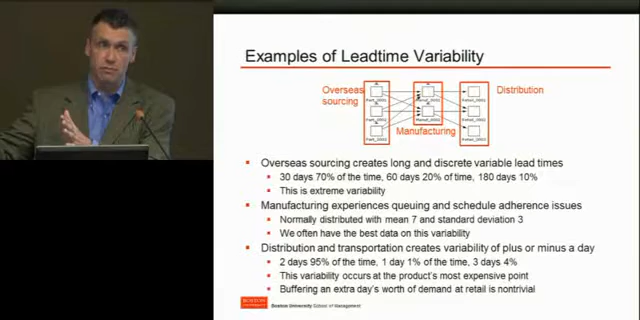 Examples of Leadtime Variability
Overseas
sourcing
Distribution
Manufacturing
Overseas sourcing creates long and discrete variable lead times
30 days 70% of the time, 60 days 20% of time, 180 days 10%
This is extreme variability
Manufacturing experiences queuing and schedule adherence issues
Normally distributed with mean 7 and standard deviation 3
We often have the best data on this variability
Distribution and transportation creates variability of plus or minus a day
2 days 95% of the time, 1 day 1% of the time, 3 days 4%
This variability occurs at the product's most expensive point
Buffering an extra day's worth of demand at retail is nontrivial
Boston University School of Management